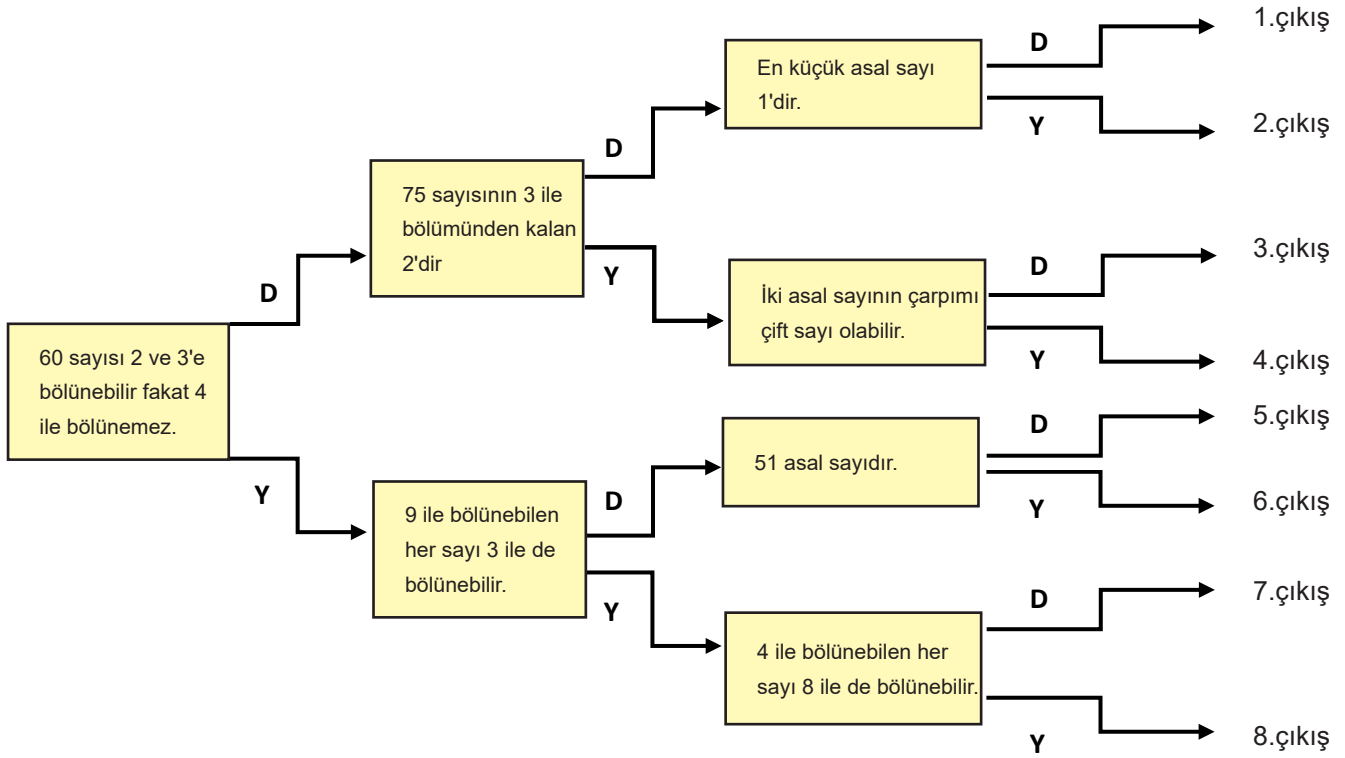 60 sayısı 2 ve 3'e
bölünebilir fakat 4
ile bölünemez.
D
Y
75 sayısının 3 ile
bölümünden kalan
2'dir
D
Y
9 ile bölünebilen
her sayı 3 ile de
bölünebilir.
D
Y
En küçük asal sayı
1'dir.
D
Y
İki asal sayının çarpımı
çift sayı olabilir.
D
Y
51 asal sayıdır.
D
Y
4 ile bölünebilen her
sayı 8 ile de bölünebilir.
D
Y
1.çıkış
2.çıkış
3.çıkış
4.çıkış
5.çıkış
6.çıkış
7.çıkış
8.çıkış